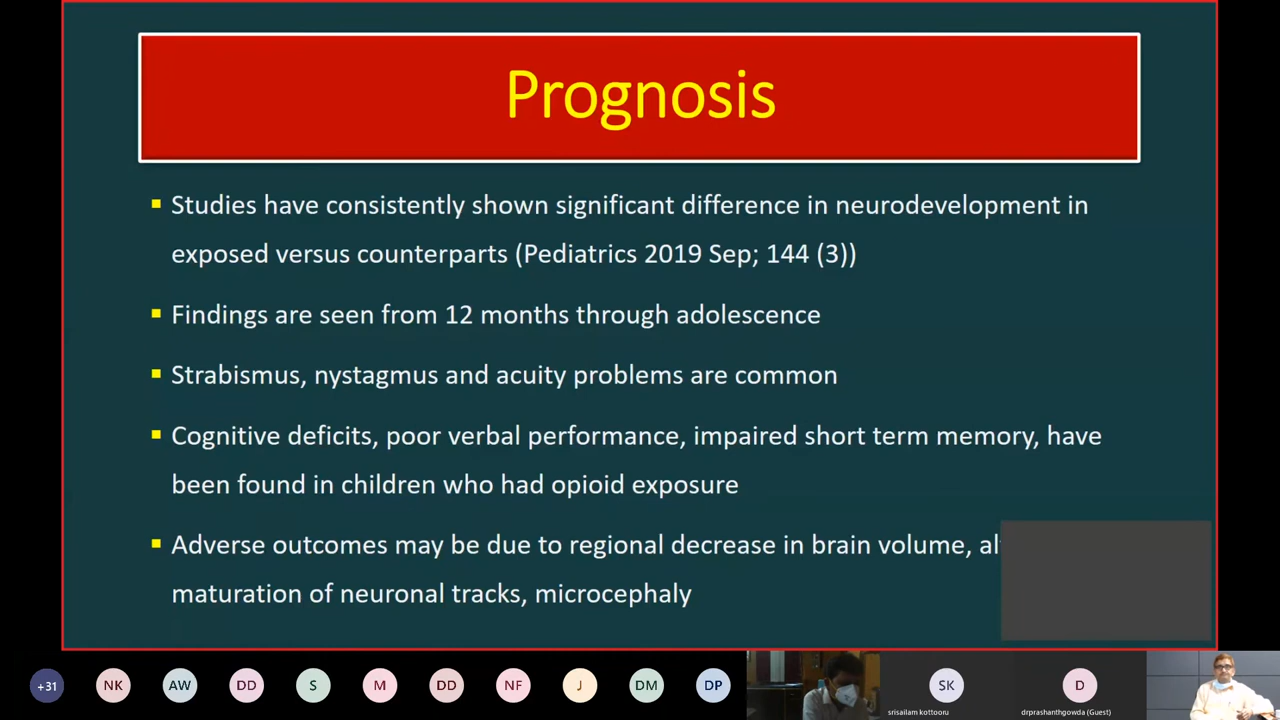 Prognosis
Studies have consistently shown significant difference in neurodevelopment in
exposed versus counterparts (Pediatrics 2019 Sep; 144 (3))
Findings are seen from 12 months through adolescence
Strabismus, nystagmus and acuity problems are common
Cognitive deficits, poor verbal performance, impaired short term memory, have
been found in children who had opioid exposure
Adverse outcomes may be due to regional decrease in brain volume,
maturation of neuronal tracks, microcephaly
+31 NK AW DD S M DD NF J DM DP SK D
srisailam kottooru drprashanthgowda (Guest)